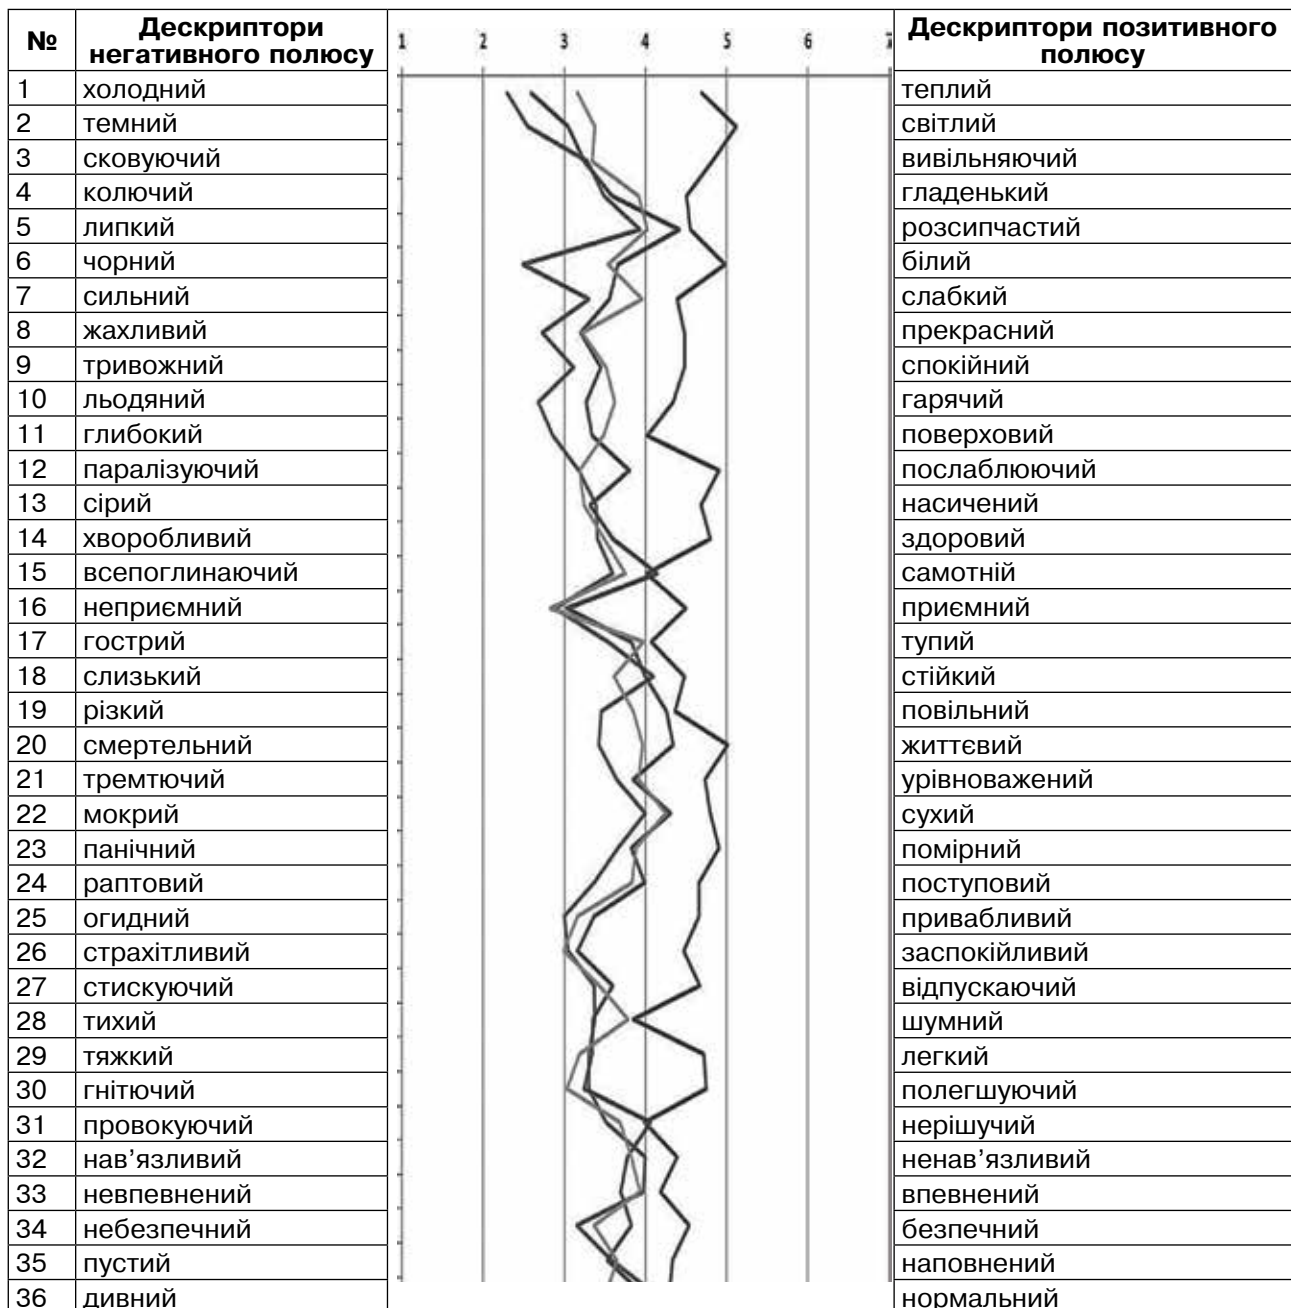 № Дескриптори негативного полюсу 1 2 3 4 5 6 7 Дескриптори позитивного полюсу
1 холодний теплий
2 темний світлий
3 сковуючий вивільняючий
4 колючий гладенький
5 липкий розсипчастий
6 чорний білий
7 сильний слабкий
8 жахливий прекрасний
9 тривожний спокійний
10 льодяний гарячий
11 глибокий поверховий
12 паралізуючий послаблюючий
13 сірий насичений
14 хворобливий здоровий
15 всепоглинаючий самотній
16 неприємний приємний
17 гострий тупий
18 слизький стійкий
19 різкий повільний
20 смертельний життєвий
21 тремтючий урівноважений
22 мокрий сухий
23 панічний помірний
24 раптовий поступовий
25 огидний привабливий
26 страхітливий заспокійливий
27 стискуючий відпускаючий
28 тихий шумний
29 тяжкий легкий
30 гнітючий полегшуючий
31 провокуючий нерішучий
32 нав’язливий ненав’язливий
33 невпевнений впевнений
34 небезпечний безпечний
35 пустий наповнений
36 дивний нормальний